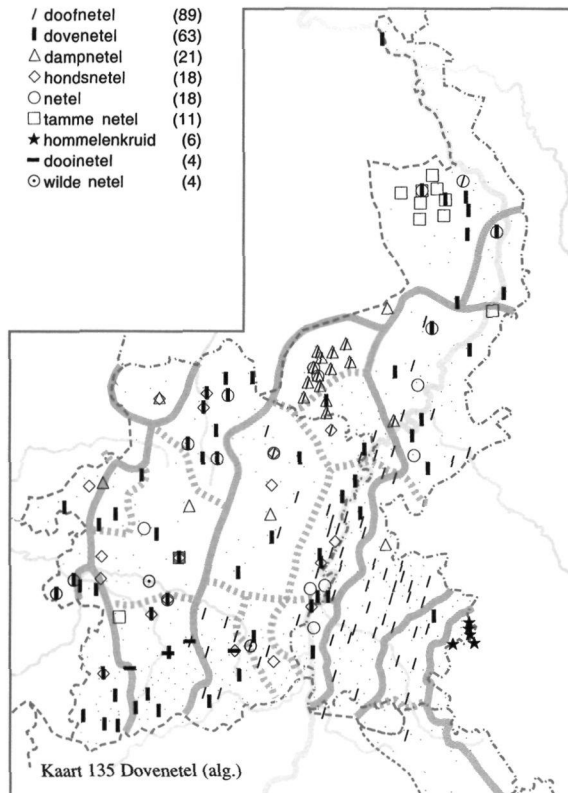 doofnetel (89)
dovenetel (63)
dampnetel (21)
hondsnetel (18)
netel (18)
tamme netel (11)
hommelenkruid (6)
dooinetel (4)
wilde netel (4)
Kaart 135 Dovenetel (alg.)